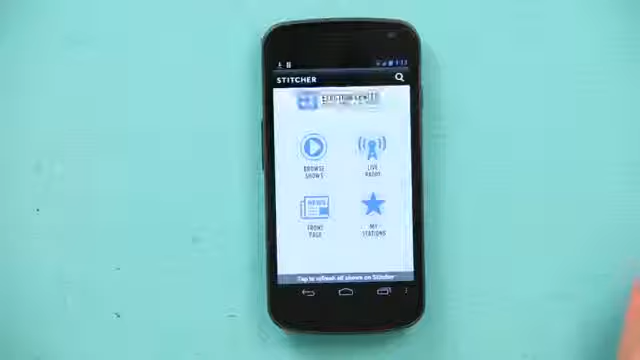 STITCHER
BROWSE
SHOWS
LIVE
RADIO
NEWS
FRONT
PAGE
MY
STATIONS
Tap to refresh all shows on Stitcher